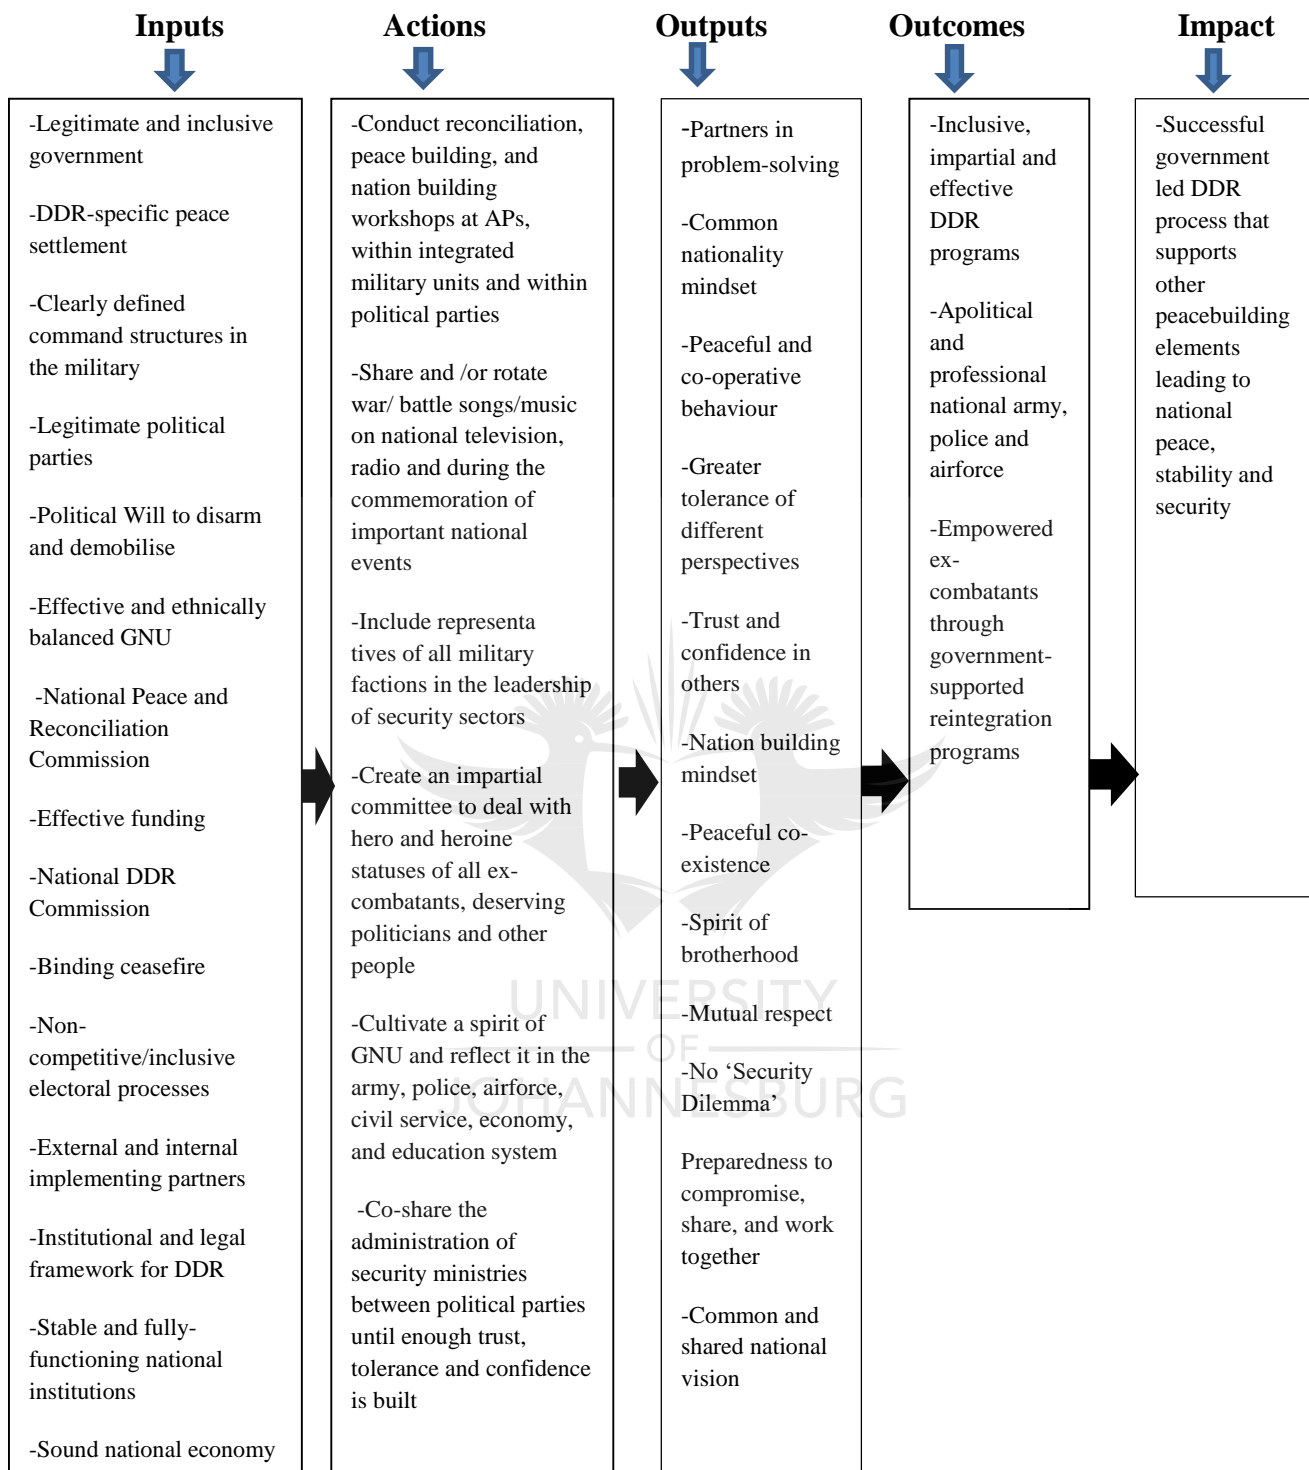 Inputs
Actions
Outputs
Outcomes
Impact
-Legitimate and inclusive
government
-DDR-specific peace
settlement
-Clearly defined
command structures in
the military
-Legitimate political
parties
-Political Will to disarm
and demobilise
-Effective and ethnically
balanced GNU
-National Peace and
Reconciliation
Commission
-Effective funding
-National DDR
Commission
-Binding ceasefire
-Non-
competitive/inclusive
electoral processes
-External and internal
implementing partners
-Institutional and legal
framework for DDR
-Stable and fully-
functioning national
institutions
-Sound national economy
-Conduct reconciliation,
peace building, and
nation building
workshops at APs,
within integrated
military units and within
political parties
-Share and /or rotate
war/ battle songs/music
on national television,
radio and during the
commemoration of
important national
events
-Include representa
tives of all military
factions in the leadership
of security sectors
-Create an impartial
committee to deal with
hero and heroine
statuses of all ex-
combatants, deserving
politicians and other
people
-Cultivate a spirit of
GNU and reflect it in the
army, police, airforce,
civil service, economy,
and education system
-Co-share the
administration of
security ministries
between political parties
until enough trust,
tolerance and confidence
is built
-Partners in
problem-solving
-Common
nationality
mindset
-Peaceful and
co-operative
behaviour
-Greater
tolerance of
different
perspectives
-Trust and
confidence in
others
-Nation building
mindset
-Peaceful co-
existence
-Spirit of
brotherhood
-Mutual respect
-No ‘Security
Dilemma’
Preparedness to
compromise,
share, and work
together
-Common and
shared national
vision
-Inclusive,
impartial and
effective
DDR
programs
-Apolitical
and
professional
national army,
police and
airforce
-Empowered
ex-
combatants
through
government-
supported
reintegration
programs
-Successful
government
led DDR
process that
supports
other
peacebuilding
elements
leading to
national
peace,
stability and
security
UNIVERSITY
OF
JOHANNESBURG